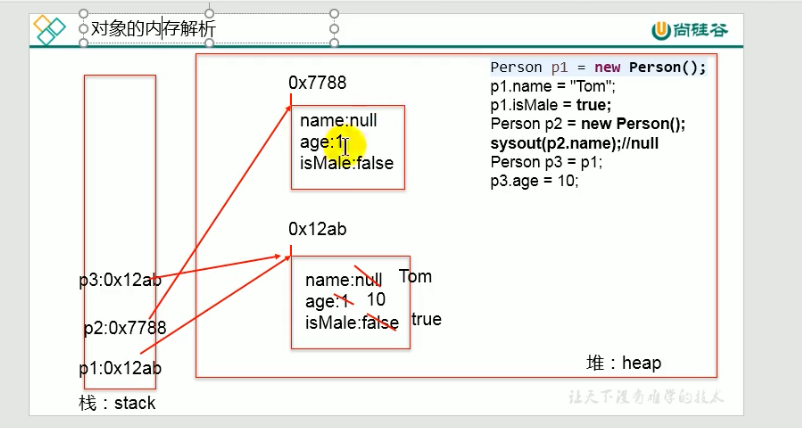 对象的内存解析
尚硅谷
0x7788
name:null
age:1
isMale:false
Person p1 = new Person();
p1.name = "Tom";
p1.isMale = true;
Person p2 = new Person();
sysout(p2.name);//null
Person p3 = p1;
p3.age = 10;
0x12ab
name:null Tom
age:1 10
isMale:false true
p3:0x12ab
p2:0x7788
p1:0x12ab
堆：heap
栈：stack
让天下没有难学的技术